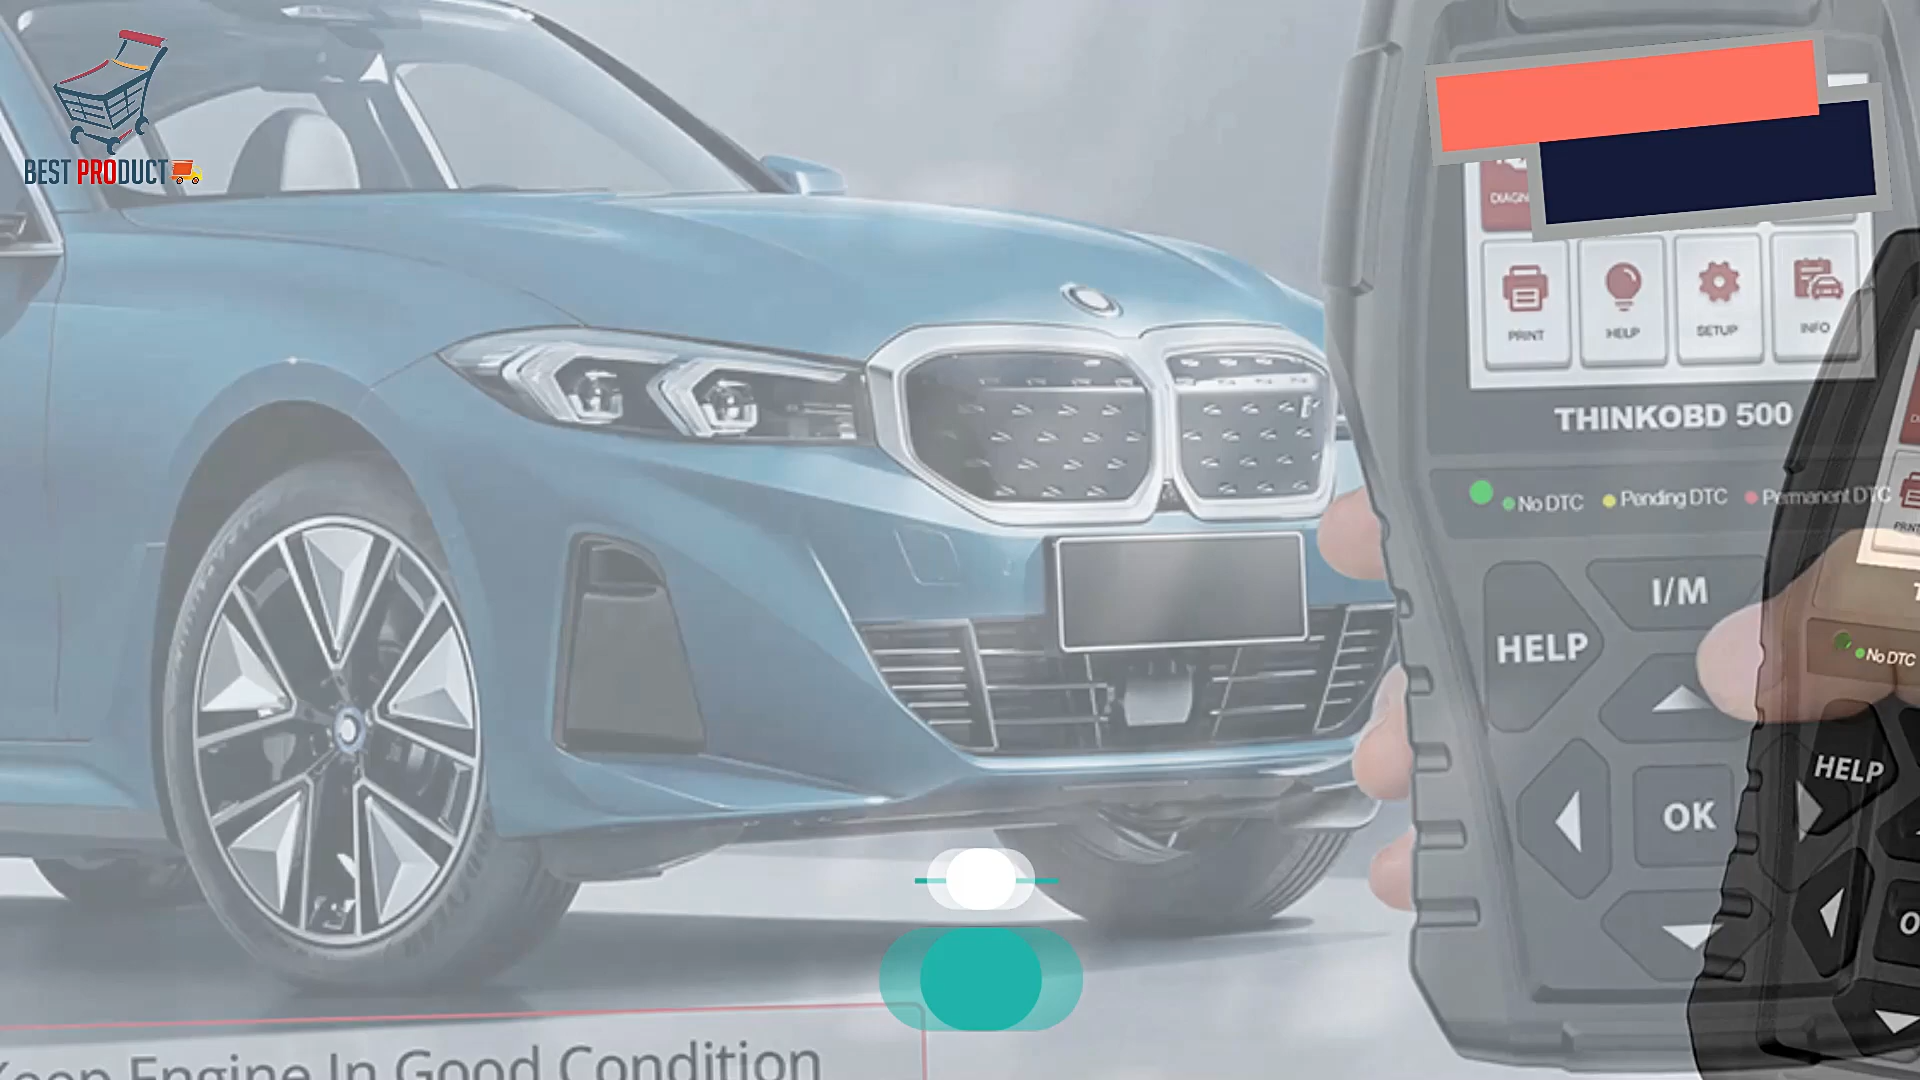 BEST PRODUCT
DIAGN
PRINT
HELP
SETUP
INFO
THINKOBD 500
No DTC
Pending DTC
Permanent DTC
I/M
HELP
OK
PRINT
No DTC
HELP
Keep Engine In Good Condition